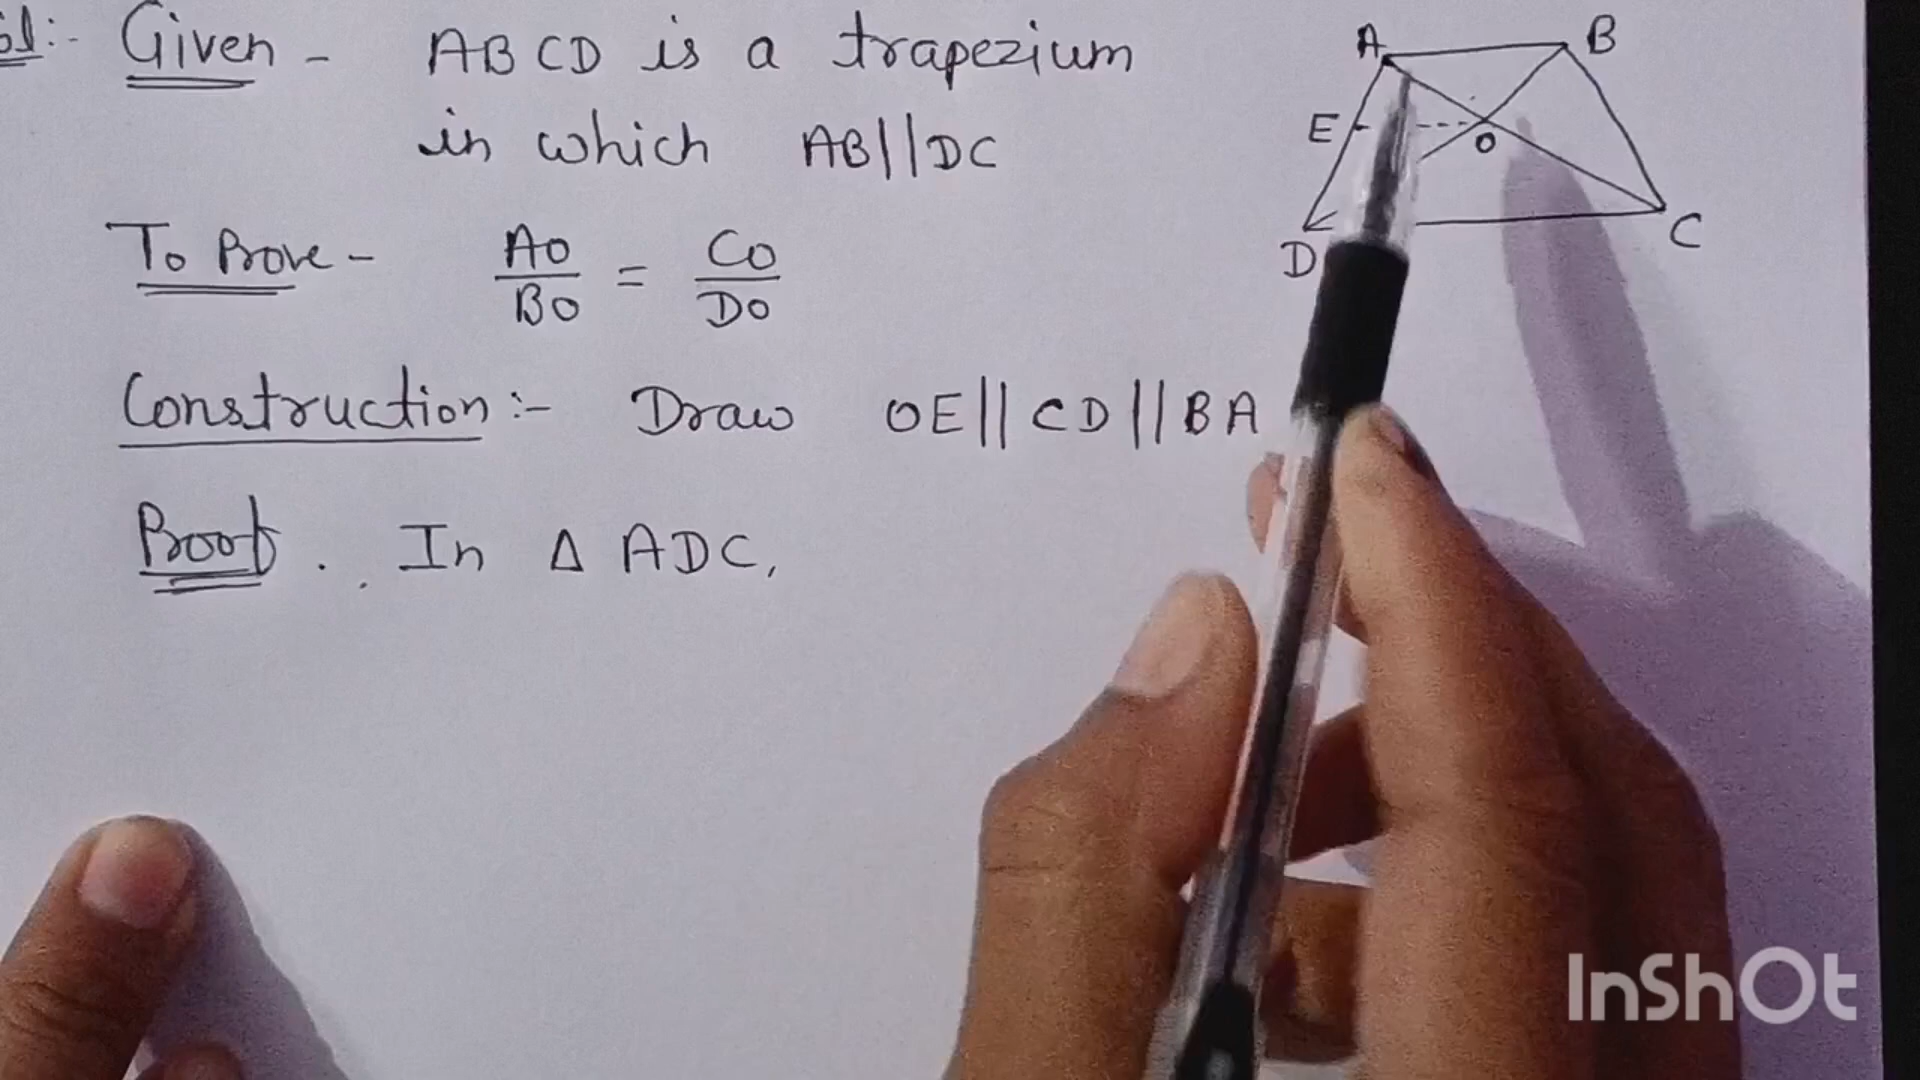 Sol:- Given - ABCD is a trapezium
in which AB||DC
To Prove - AO/BO = CO/DO
Construction:- Draw OE||CD||BA
Proof . . In Δ ADC,
A B
E O
D C
InShOt